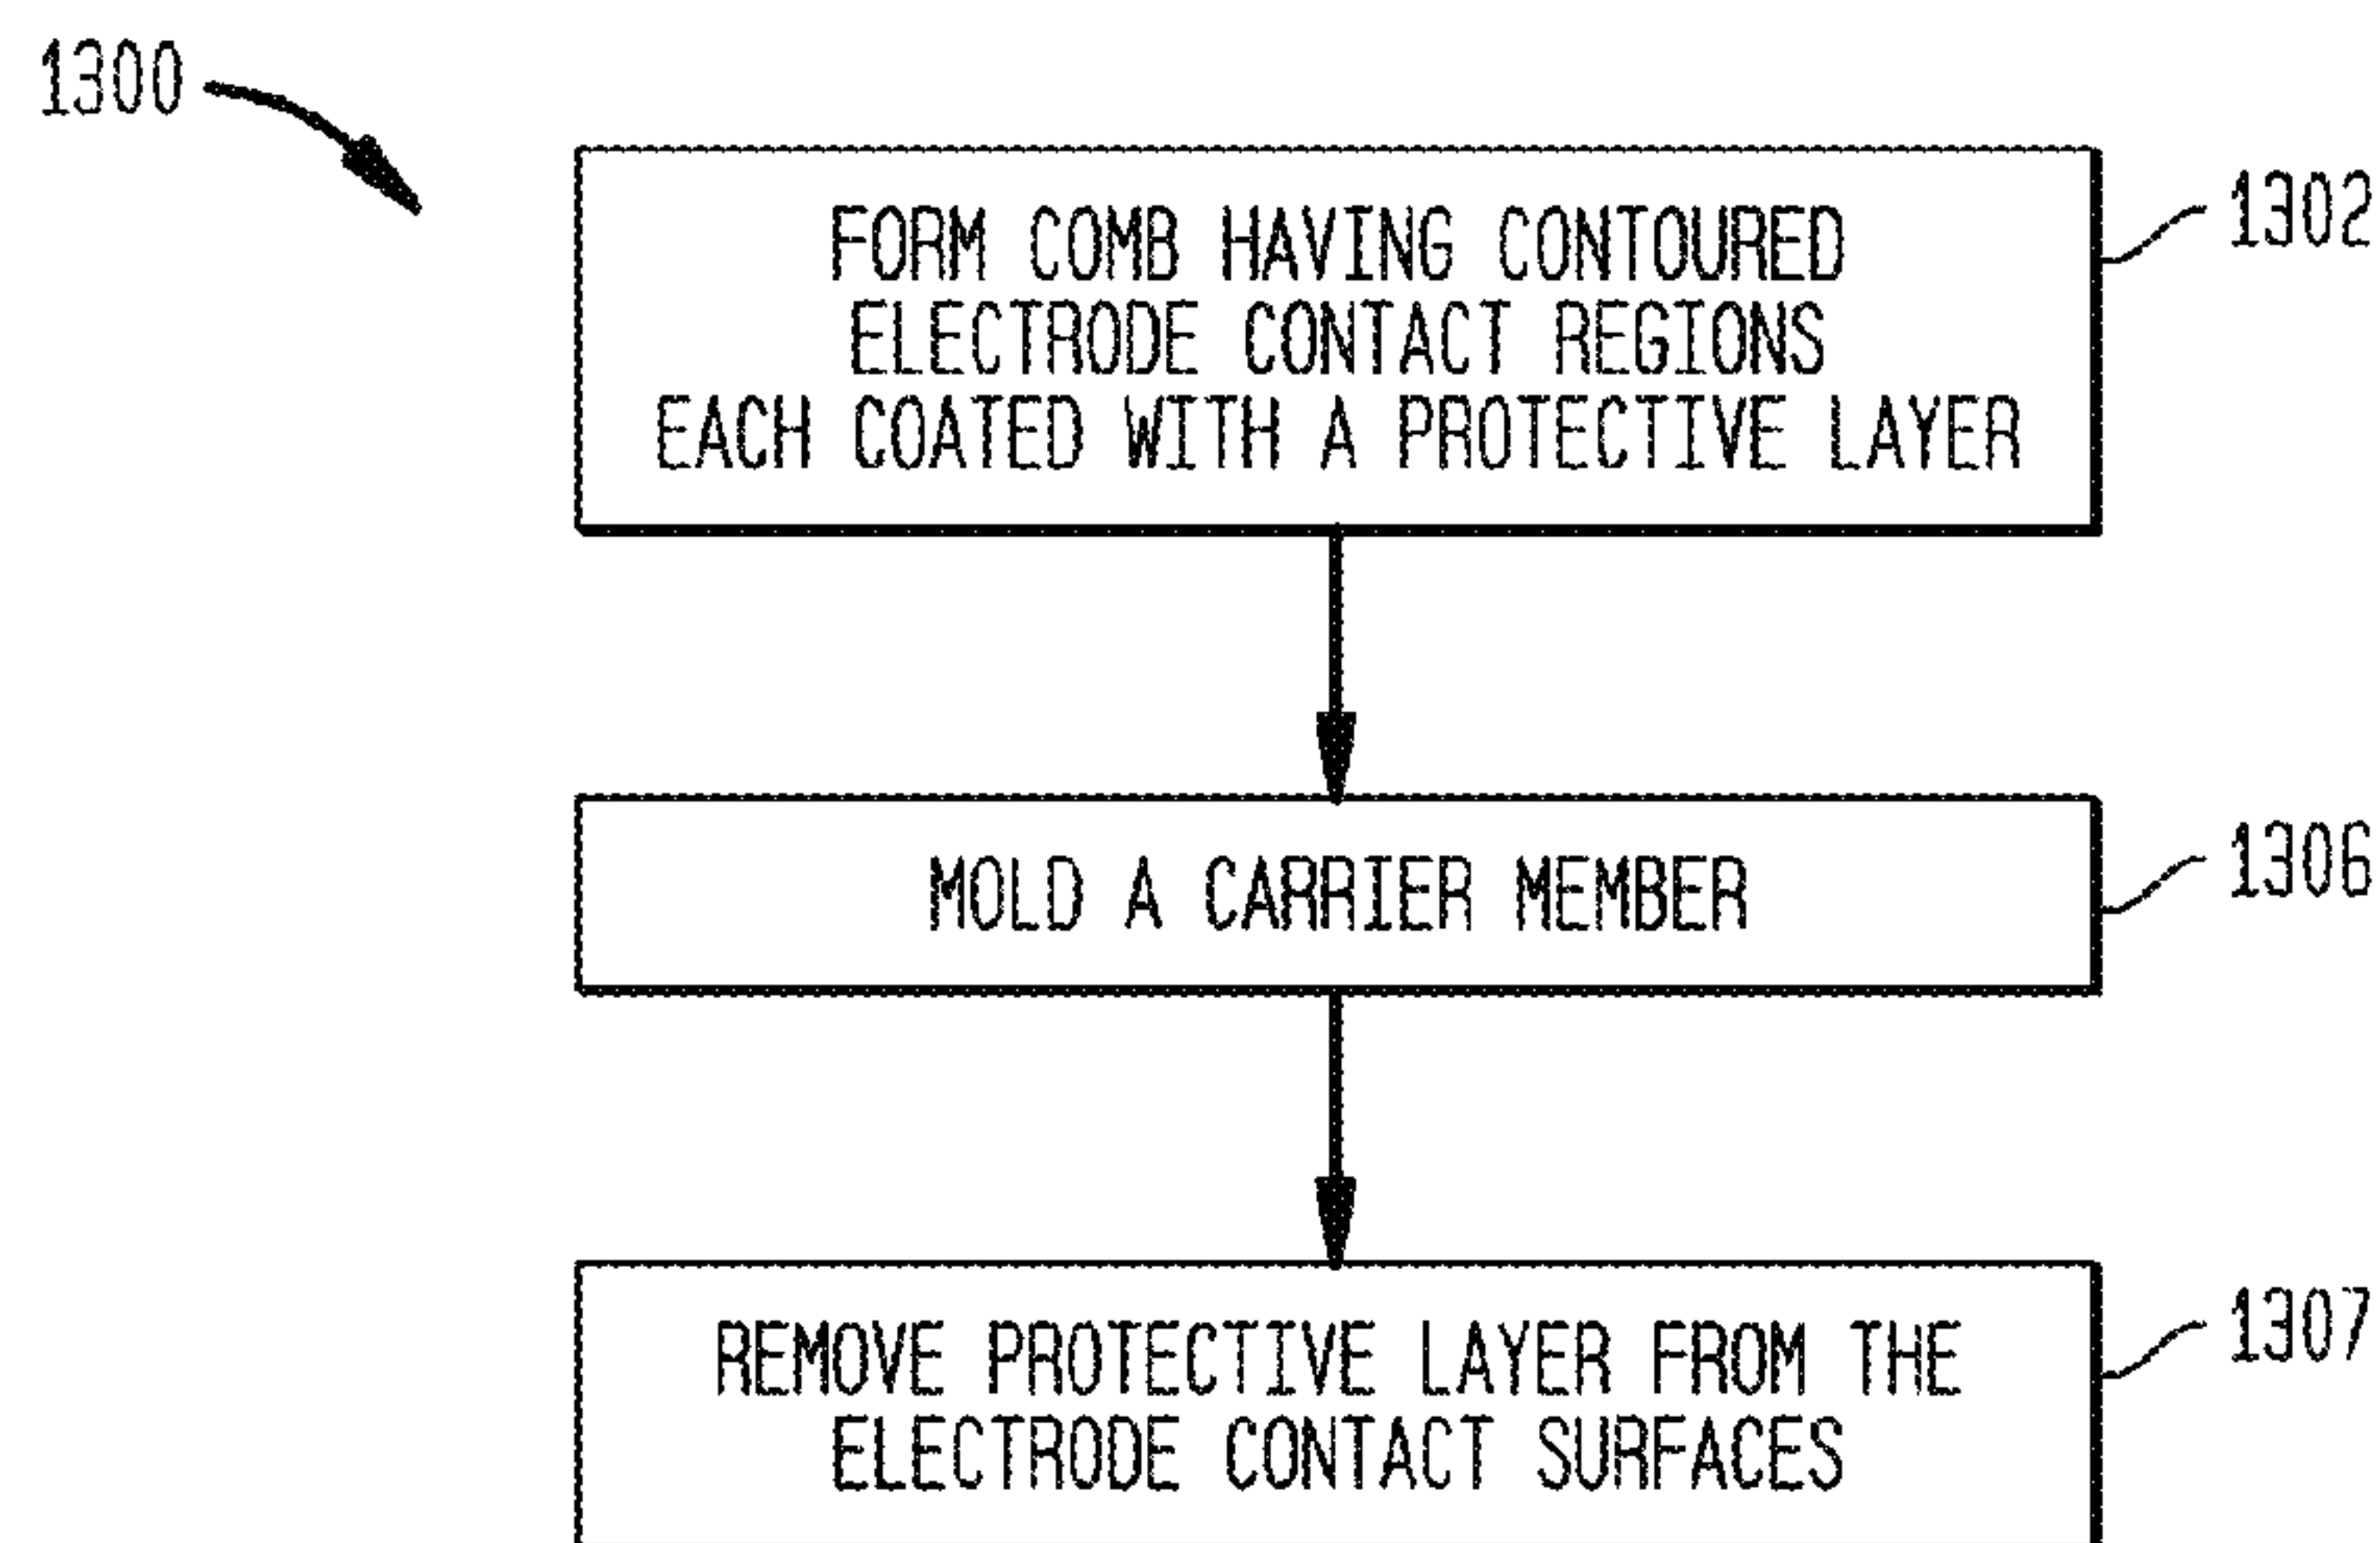 1300
FORM COMB HAVING CONTOURED
ELECTRODE CONTACT REGIONS
EACH COATED WITH A PROTECTIVE LAYER
1302
MOLD A CARRIER MEMBER
1306
REMOVE PROTECTIVE LAYER FROM THE
ELECTRODE CONTACT SURFACES
1307